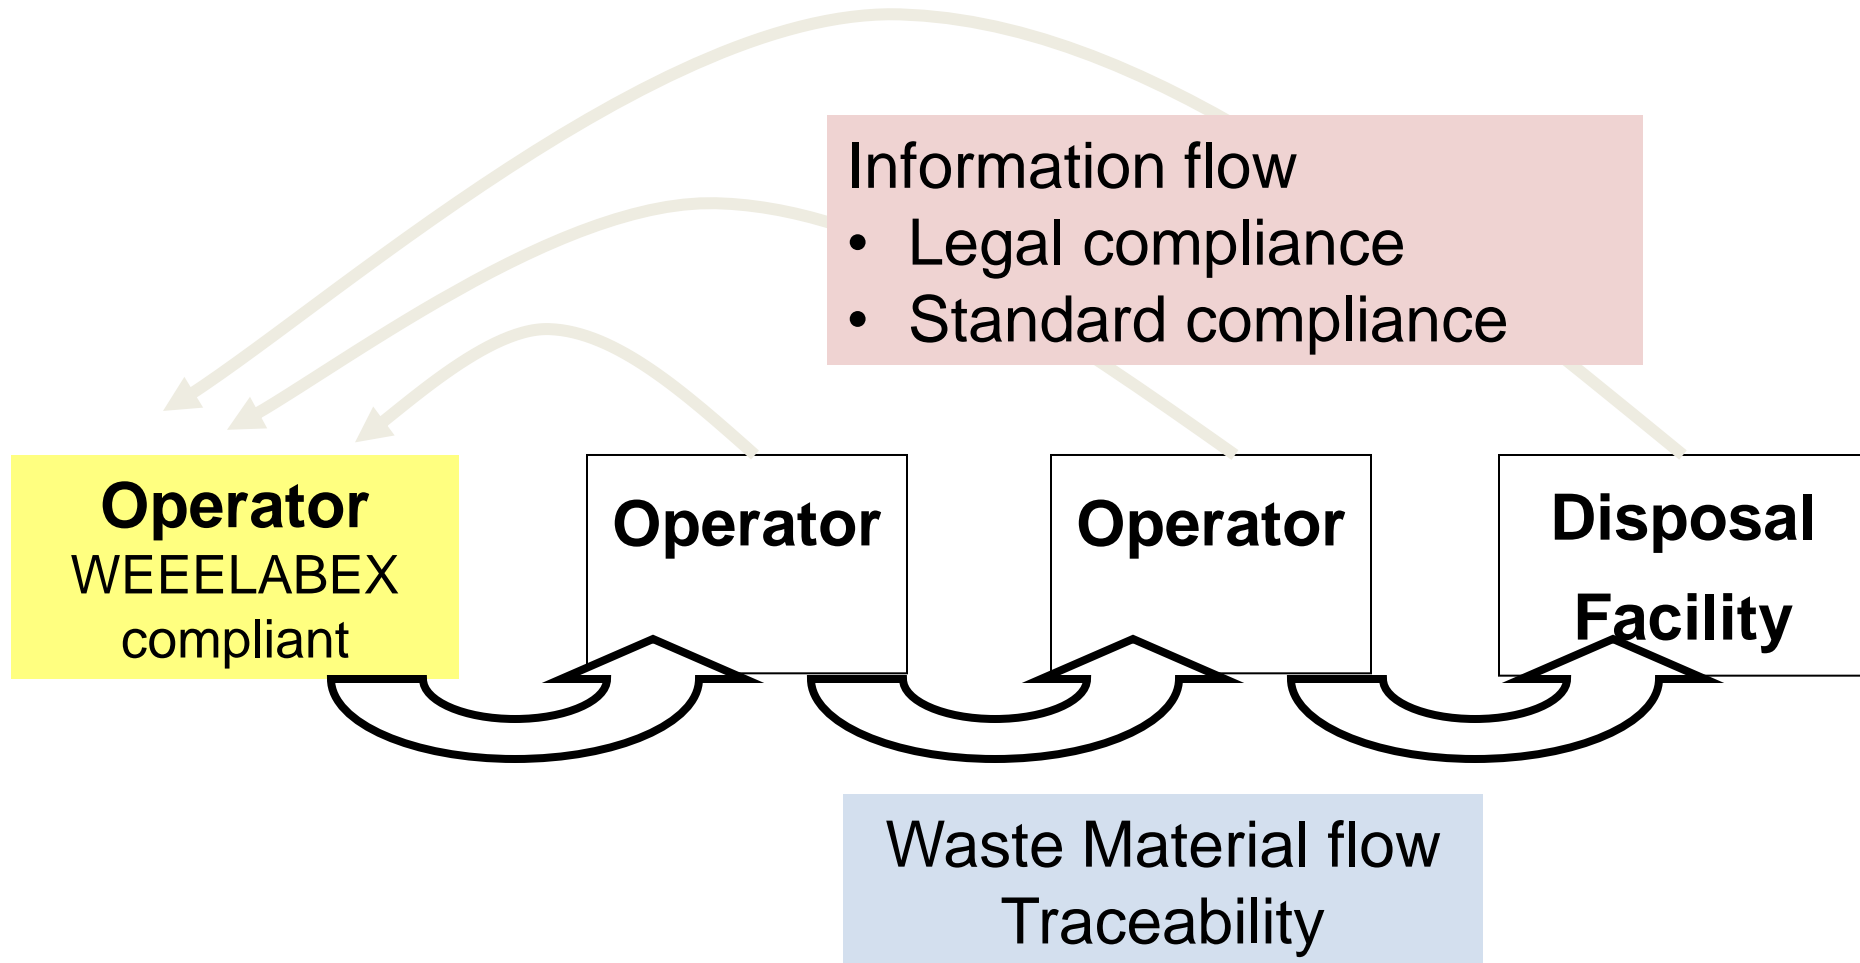 Information flow
• Legal compliance
• Standard compliance
Operator
WEEELABEX
compliant
Operator
Operator
Disposal
Facility
Waste Material flow
Traceability